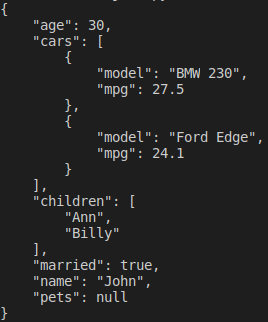 {
    "age": 30,
    "cars": [
        {
            "model": "BMW 230",
            "mpg": 27.5
        },
        {
            "model": "Ford Edge",
            "mpg": 24.1
        }
    ],
    "children": [
        "Ann",
        "Billy"
    ],
    "married": true,
    "name": "John",
    "pets": null
}